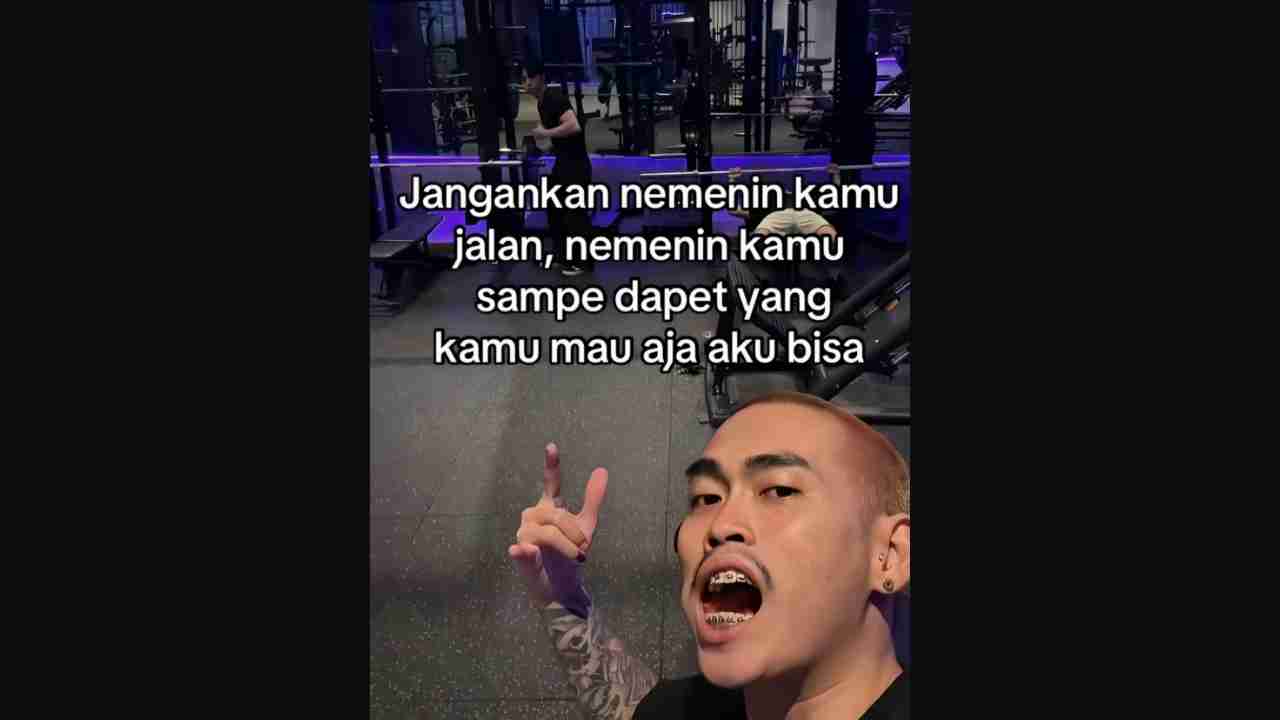 Jangankan nemenin kamu
jalan, nemenin kamu
sampe dapet yang
kamu mau aja aku bisa